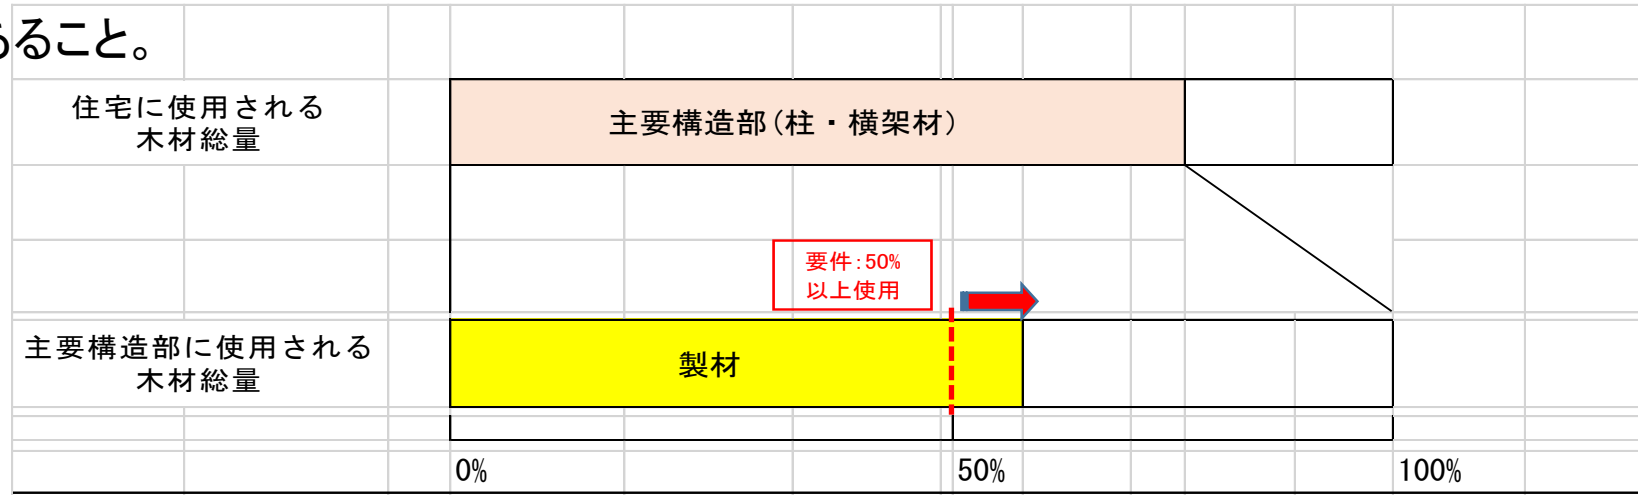 ること。
住宅に使用される
木材総量
主要構造部(柱・横架材)
要件:50%
以上使用
主要構造部に使用される
木材総量
製材
0%
50%
100%